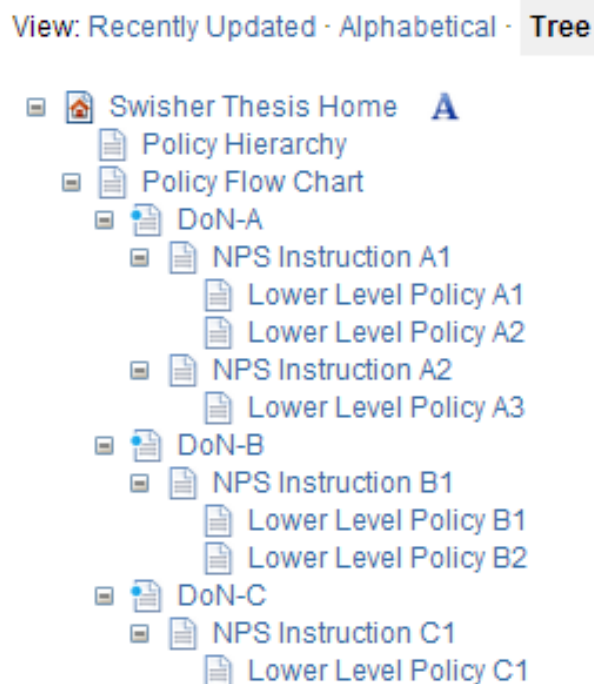 View: Recently Updated · Alphabetical · Tree
Swisher Thesis Home A
Policy Hierarchy
Policy Flow Chart
DoN-A
NPS Instruction A1
Lower Level Policy A1
Lower Level Policy A2
NPS Instruction A2
Lower Level Policy A3
DoN-B
NPS Instruction B1
Lower Level Policy B1
Lower Level Policy B2
DoN-C
NPS Instruction C1
Lower Level Policy C1